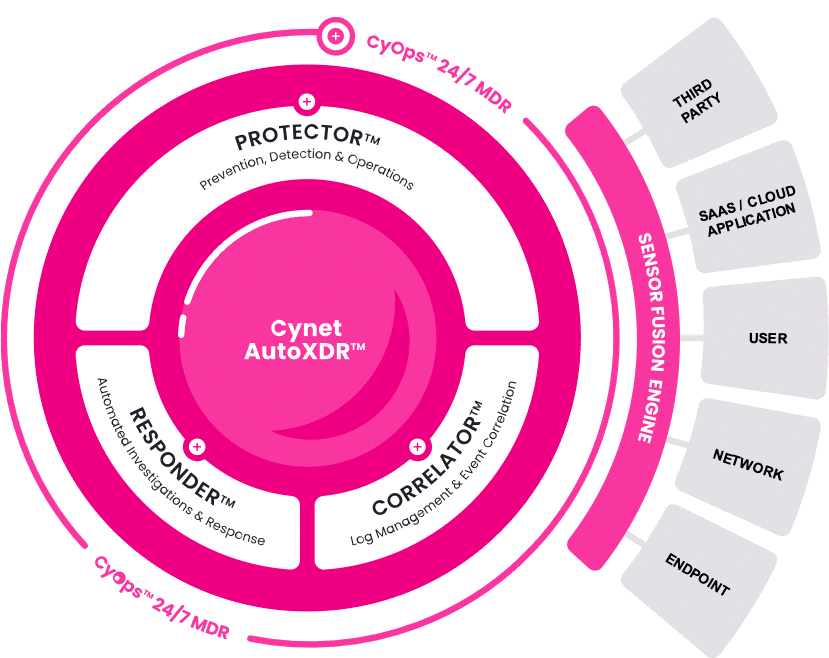 CyOps™ 24/7 MDR
PROTECTOR™
Prevention, Detection & Operations
Cynet
AutoXDR™
RESPONDER™
Automated Investigations & Response
CORRELATOR™
Log Management & Event Correlation
CyOps™ 24/7 MDR
SENSOR FUSION ENGINE
THIRD
PARTY
SAAS / CLOUD
APPLICATION
USER
NETWORK
ENDPOINT